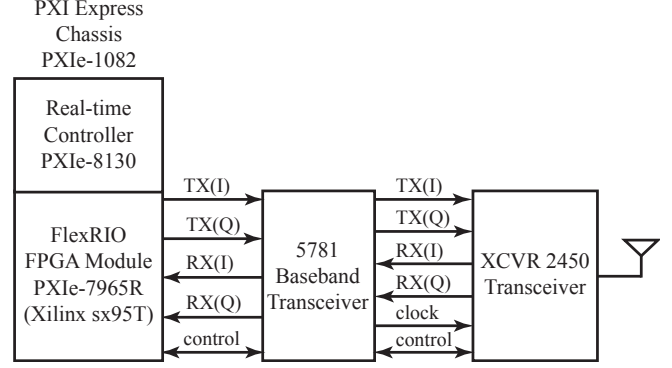 PXI Express
Chassis
PXIe-1082
Real-time
Controller
PXIe-8130
FlexRIO
FPGA Module
PXIe-7965R
(Xilinx sx95T)
TX(I)
TX(Q)
RX(I)
RX(Q)
control
5781
Baseband
Transceiver
TX(I)
TX(Q)
RX(I)
RX(Q)
clock
control
XCVR 2450
Transceiver